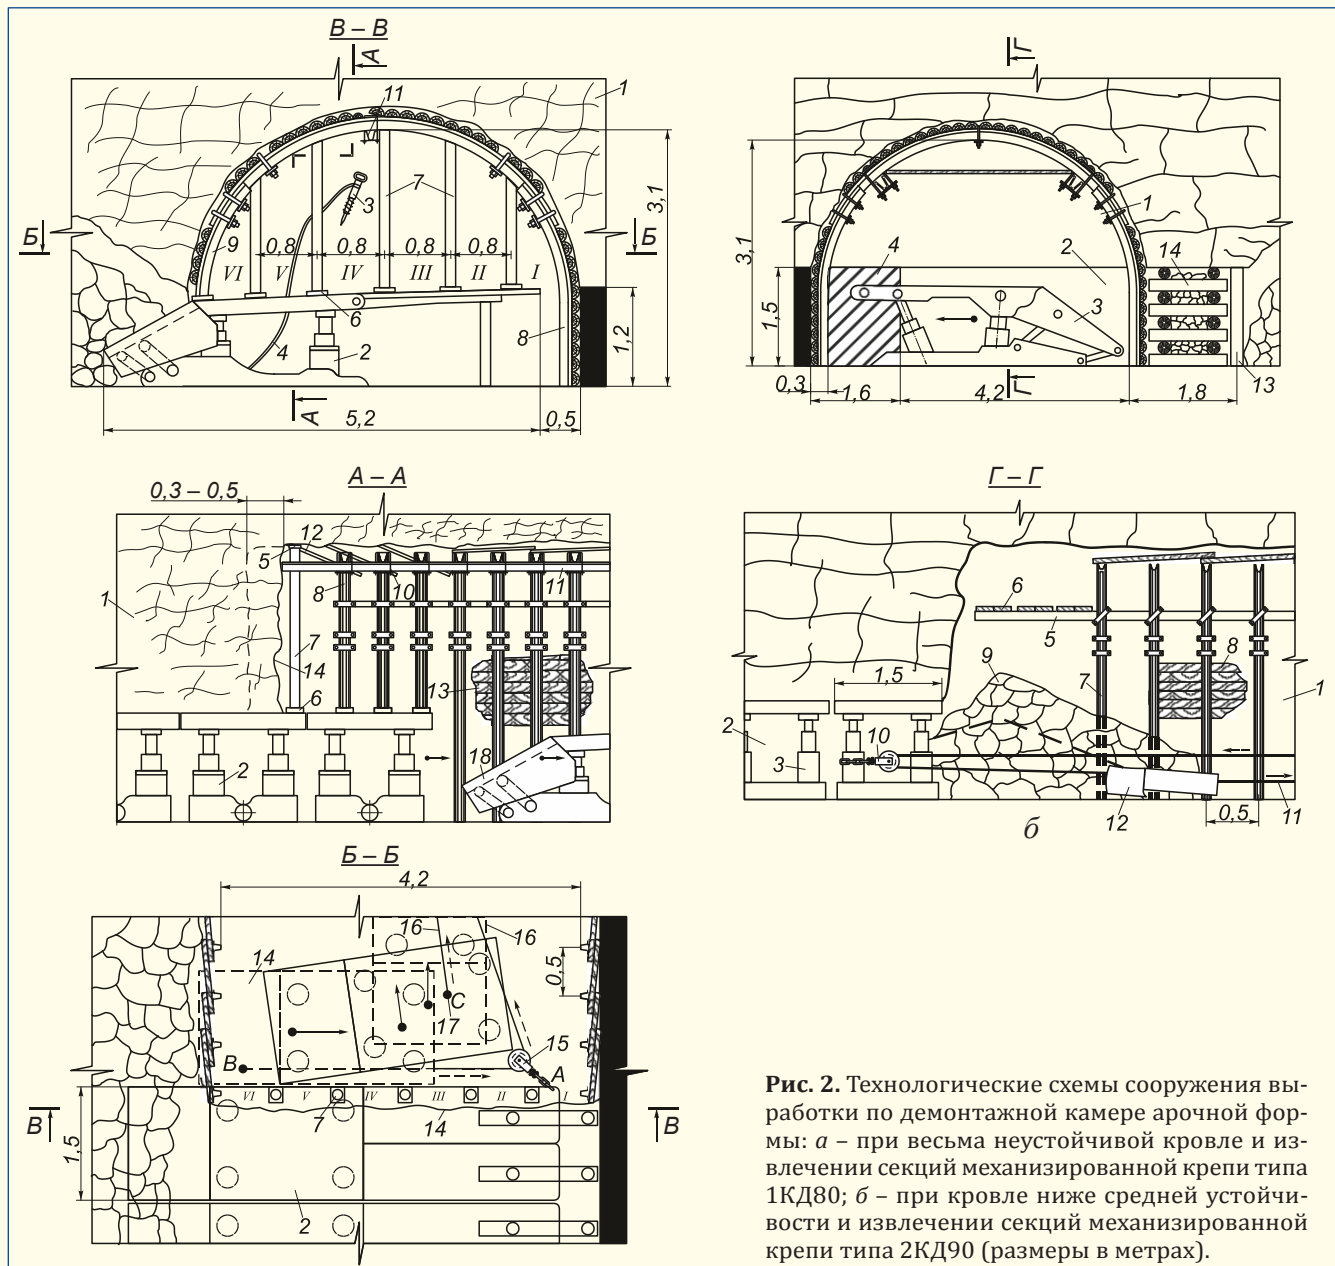 В – В
А
11
1
7
3
3,1
Б
Б
9
0,8
0,8
0,8
0,8
VI
V
IV
III
II
I
6
8
4
2
1,2
А
5,2
0,5
Г
1
4
2
14
3,1
3
1,5
0,3
1,6
Г
4,2
1,8
13
А – А
0,3 – 0,5
12
5
8
10
11
1
7
14
13
6
18
2
Г – Г
6
5
1,5
9
8
7
1
2
10
3
12
0,5
11
б
Б – Б
4,2
16
16
14
0,5
С
17
15
В
А
VI
V
IV
III
II
I
В
7
14
В
1,5
2
Рис. 2. Технологические схемы сооружения вы-
работки по демонтажной камере арочной фор-
мы: а – при весьма неустойчивой кровле и из-
влечении секций механизированной крепи типа
1КД80; б – при кровле ниже средней устойчи-
вости и извлечении секций механизированной
крепи типа 2КД90 (размеры в метрах).